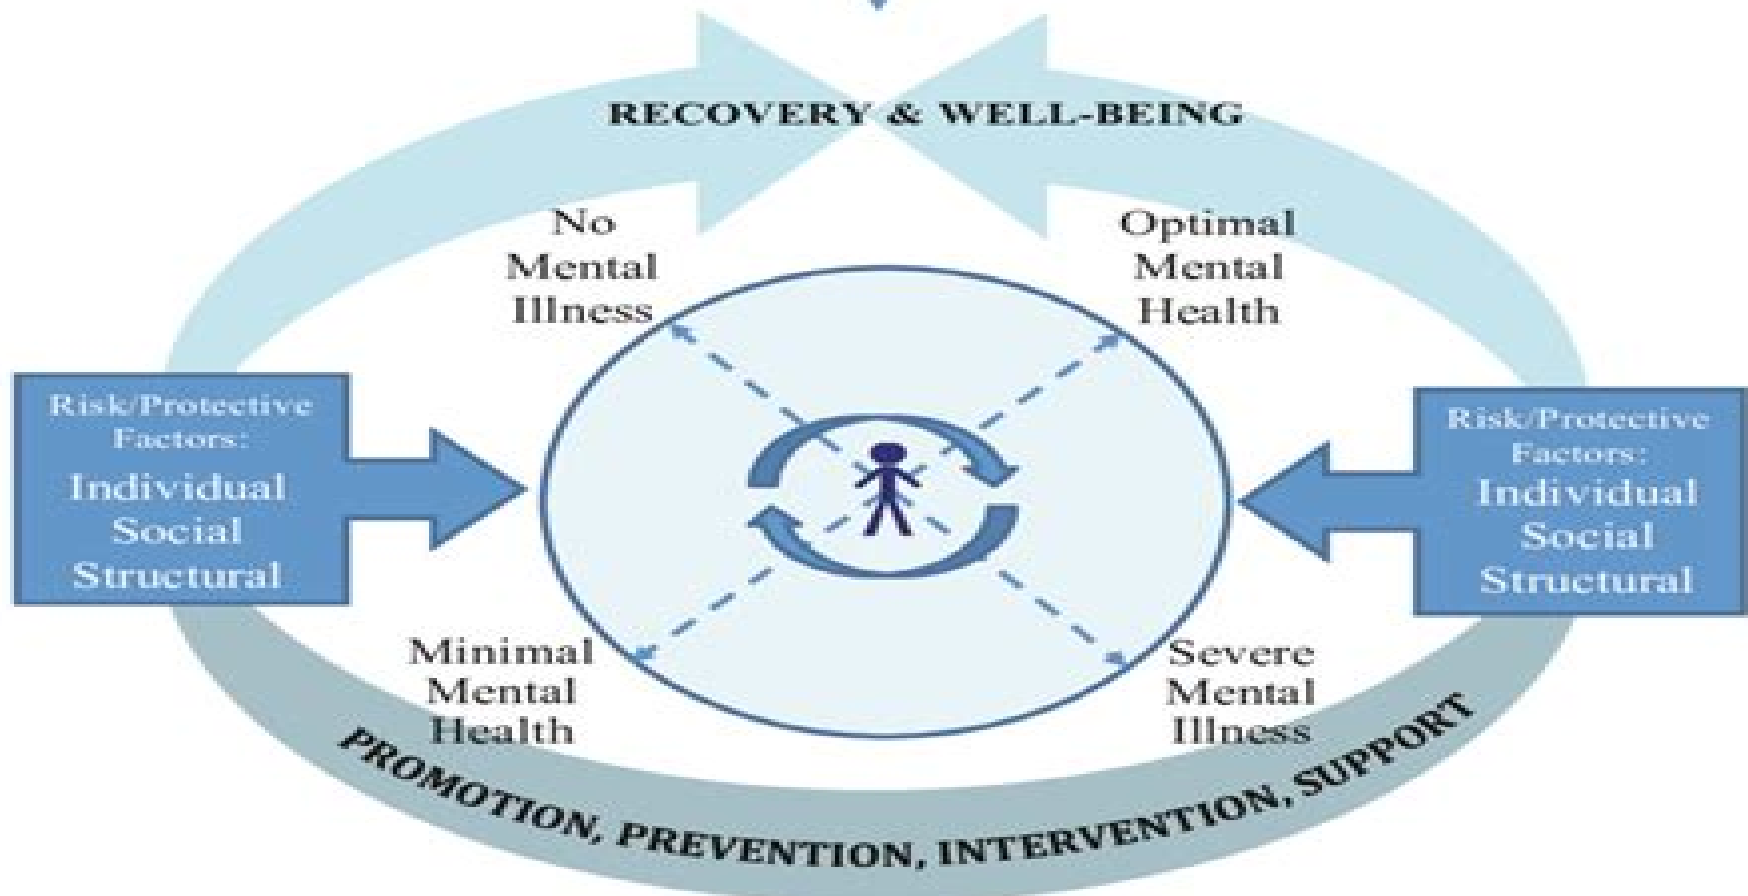 RECOVERY & WELL-BEING
No
Mental
Illness
Optimal
Mental
Health
Risk/Protective
Factors:
Individual
Social
Structural
Risk/Protective
Factors:
Individual
Social
Structural
Minimal
Mental
Health
Severe
Mental
Illness
PROMOTION, PREVENTION, INTERVENTION, SUPPORT